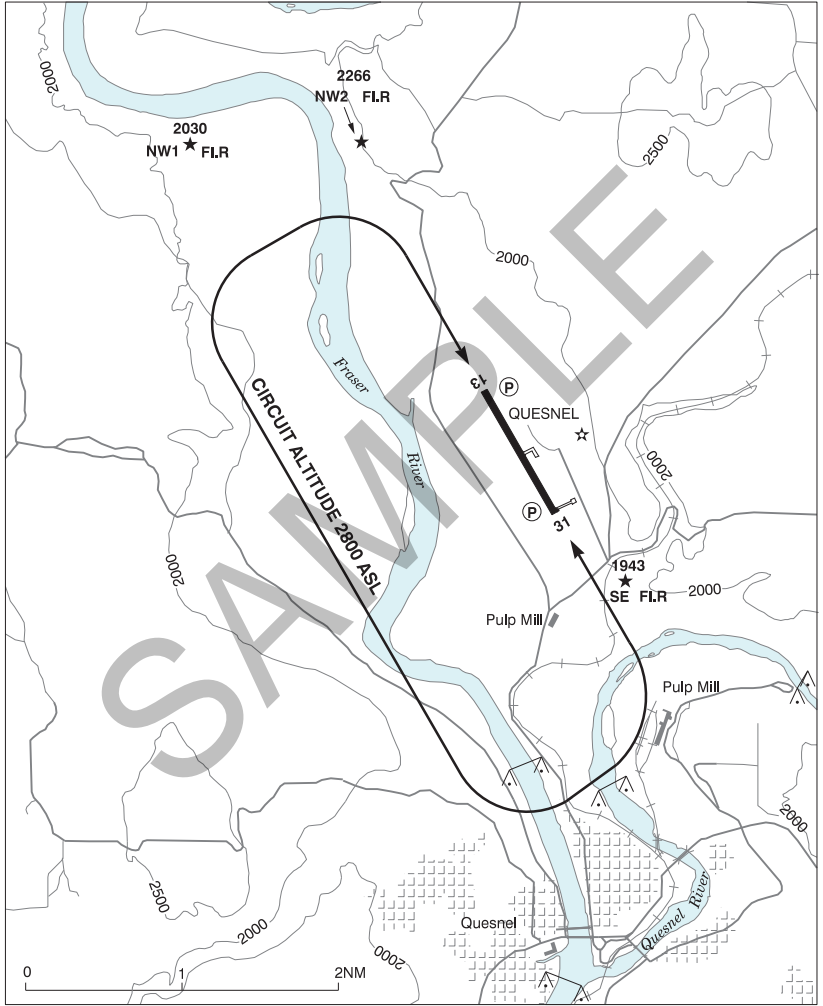 2000
2266
NW2 Fl.R
2030
NW1 Fl.R
2500
2000
Fraser
River
13
P
QUESNEL
CIRCUIT ALTITUDE 2800 ASL
2000
P
31
1943
SE Fl.R
2000
2000
Pulp Mill
Pulp Mill
2000
2500
2000
2000
Quesnel
Quesnel River
0 1 2NM
SAMPLE